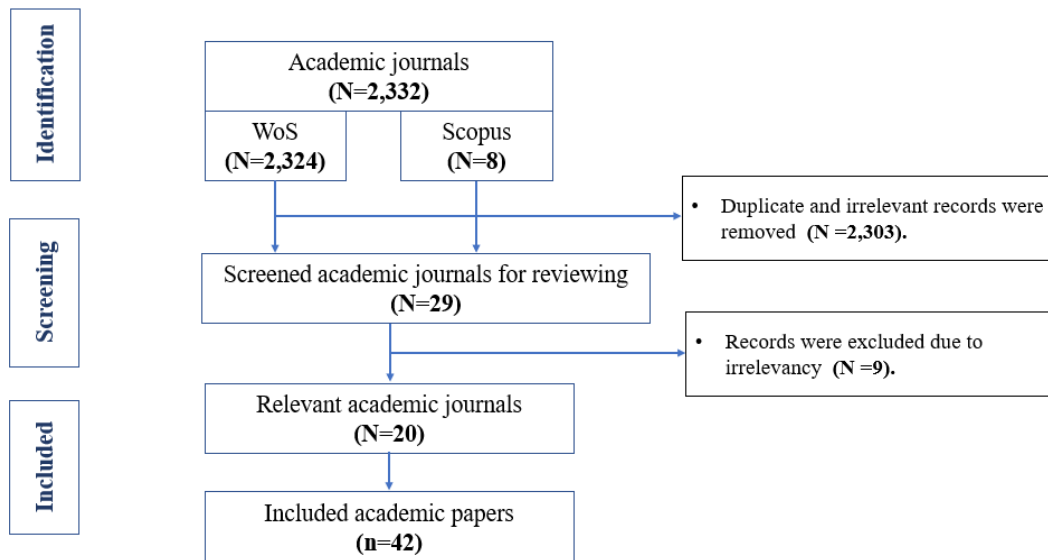 Identification
Academic journals
(N=2,332)
WoS
(N=2,324)
Scopus
(N=8)
• Duplicate and irrelevant records were
removed (N =2,303).
Screening
Screened academic journals for reviewing
(N=29)
• Records were excluded due to
irrelevancy (N =9).
Included
Relevant academic journals
(N=20)
Included academic papers
(n=42)